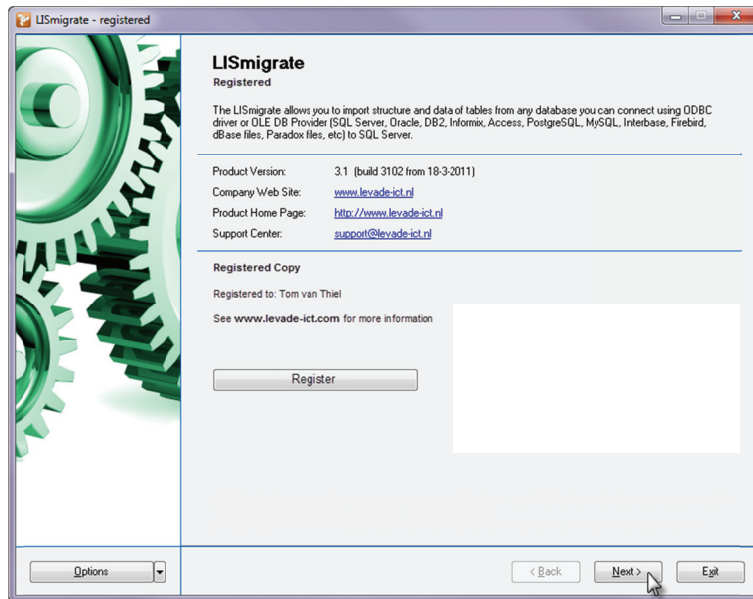 LISmigrate - registered
LISmigrate
Registered
The LISmigrate allows you to import structure and data of tables from any database you can connect using ODBC
driver or OLE DB Provider (SQL Server, Oracle, DB2, Informix, Access, PostgreSQL, MySQL, Interbase, Firebird,
dBase files, Paradox files, etc) to SQL Server.
Product Version: 3.1 (build 3102 from 18-3-2011)
Company Web Site: www.levade-ict.nl
Product Home Page: http://www.levade-ict.nl
Support Center: support@levade-ict.nl
Registered Copy
Registered to: Tom van Thiel
See www.levade-ict.com for more information
Register
Options
< Back
Next >
Exit